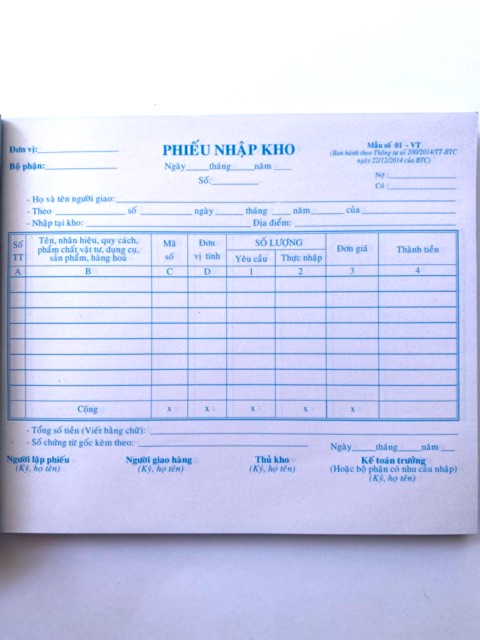 Đơn vị:
PHIẾU NHẬP KHO
Mẫu số 01 - VT
(Ban hành theo Thông tư số 200/2014/TT-BTC
ngày 22/12/2014 của BTC)
Bộ phận:
Ngày tháng năm
Số:
Nợ :
Có :
- Họ và tên người giao:
- Theo số ngày tháng năm của
- Nhập tại kho: Địa điểm:
Số TT
Tên, nhãn hiệu, quy cách,
phẩm chất vật tư, dụng cụ,
sản phẩm, hàng hoá
Mã số
Đơn vị tính
SỐ LƯỢNG
Yêu cầu Thực nhập
Đơn giá
Thành tiền
A B C D 1 2 3 4
Cộng x x x x x
- Tổng số tiền (Viết bằng chữ):
- Số chứng từ gốc kèm theo:
Ngày tháng năm
Người lập phiếu Người giao hàng Thủ kho Kế toán trưởng
(Ký, họ tên) (Ký, họ tên) (Ký, họ tên) (Hoặc bộ phận có nhu cầu nhập)
(Ký, họ tên)